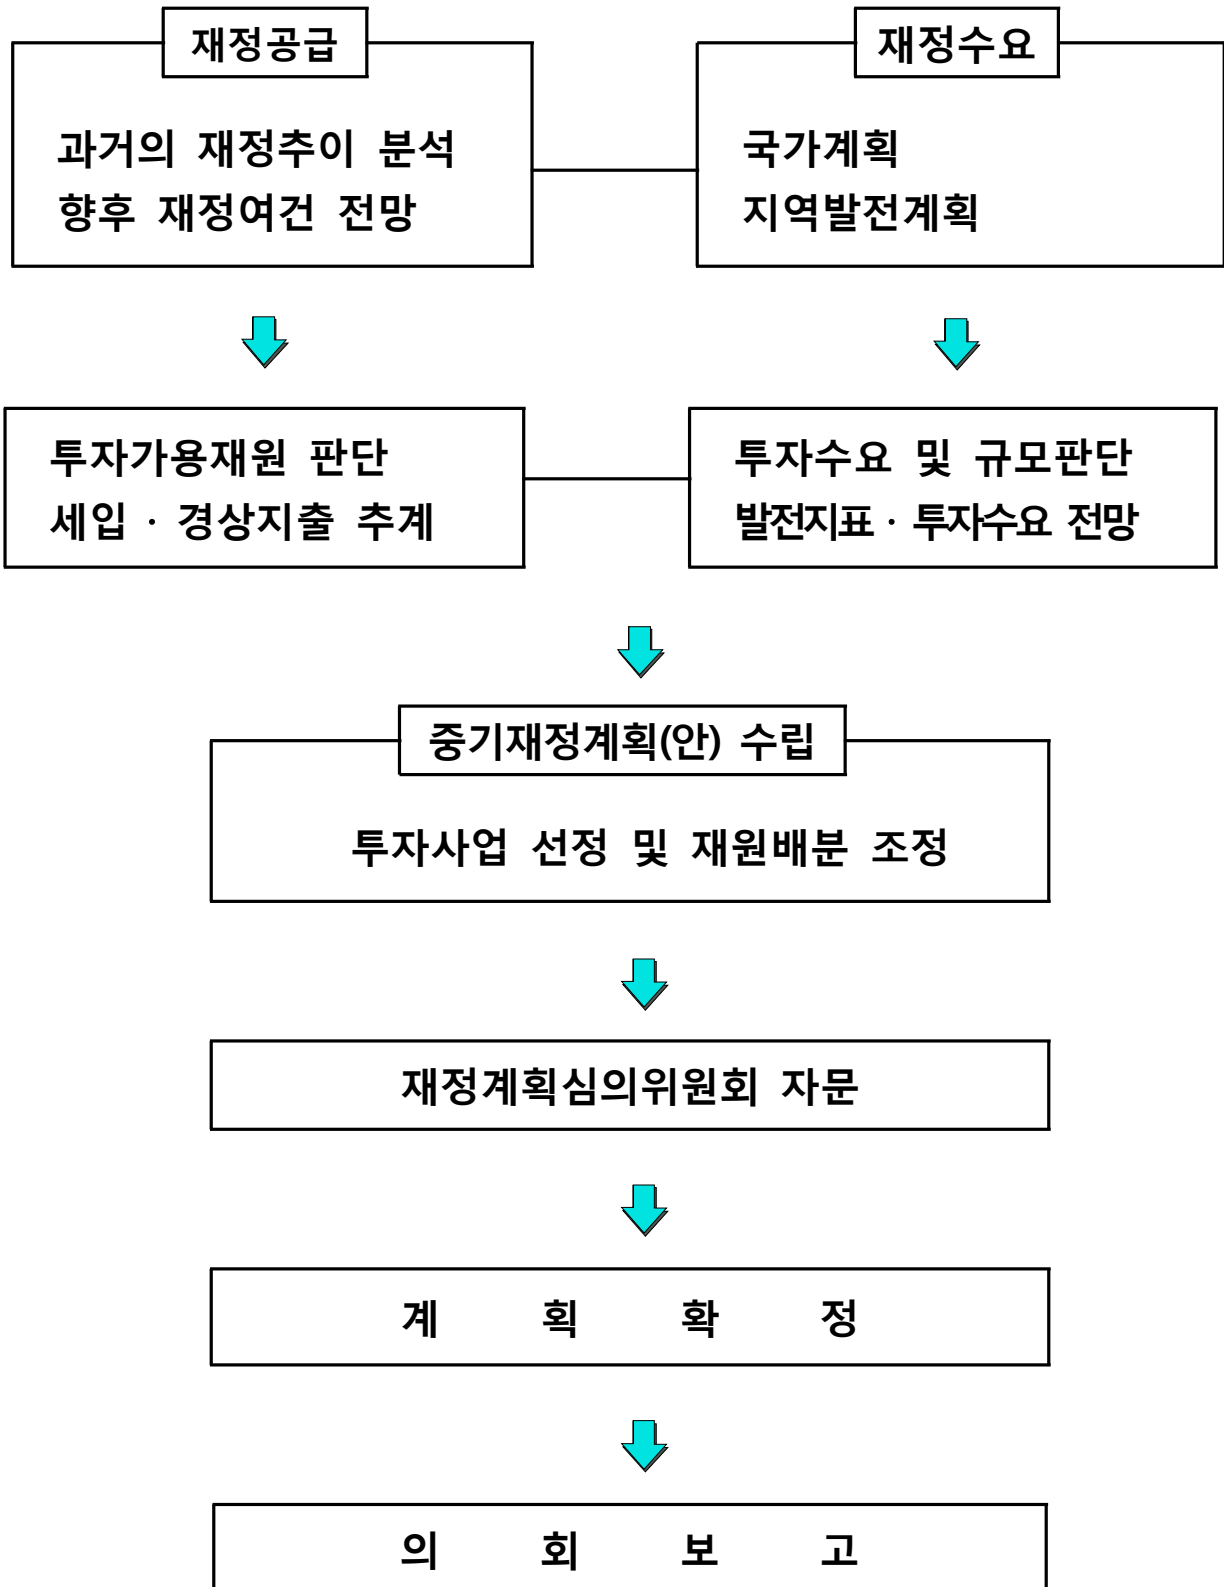 재정공급
과거의 재정추이 분석
향후 재정여건 전망
재정수요
국가계획
지역발전계획
투자가용재원 판단
세입 · 경상지출 추계
투자수요 및 규모판단
발전지표 · 투자수요 전망
중기재정계획(안) 수립
투자사업 선정 및 재원배분 조정
재정계획심의위원회 자문
계 획 확 정
의 회 보 고